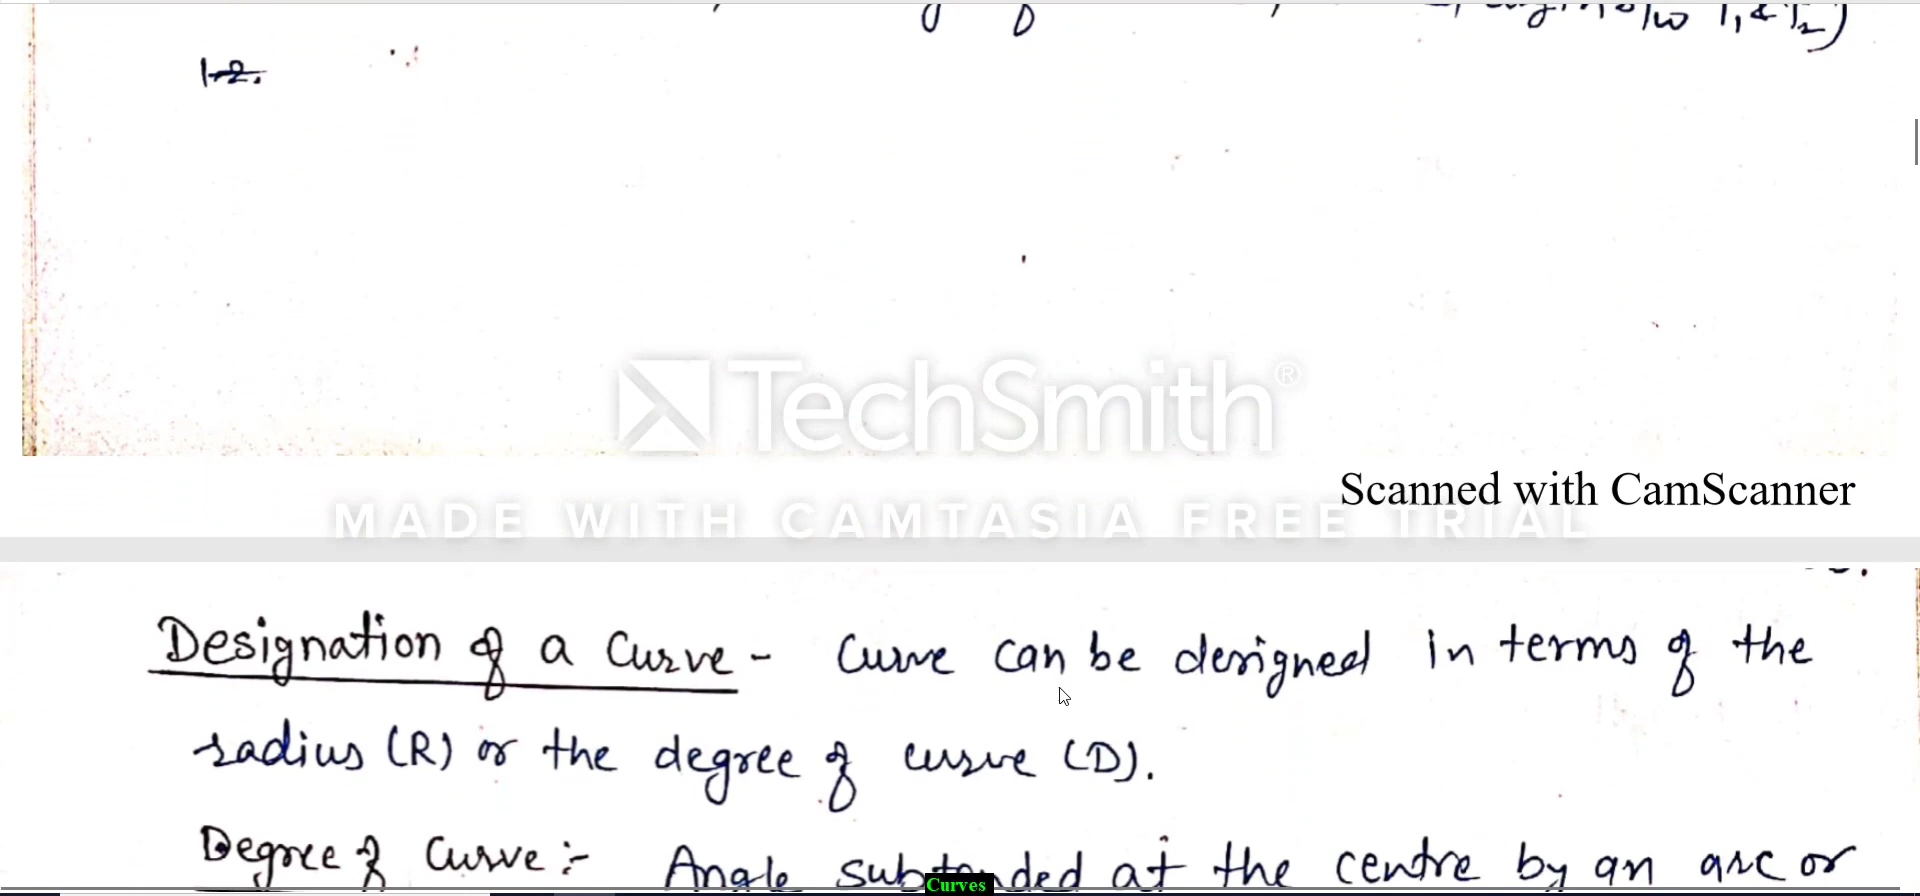 T₁ & T₂)
TechSmith®
Scanned with CamScanner
MADE WITH CAMTASIA FREE TRIAL
Designation of a Curve - Curve can be designed in terms of the
radius (R) or the degree of curve (D).
Degree of Curve :- Angle subtended at the centre by an arc or
Curves